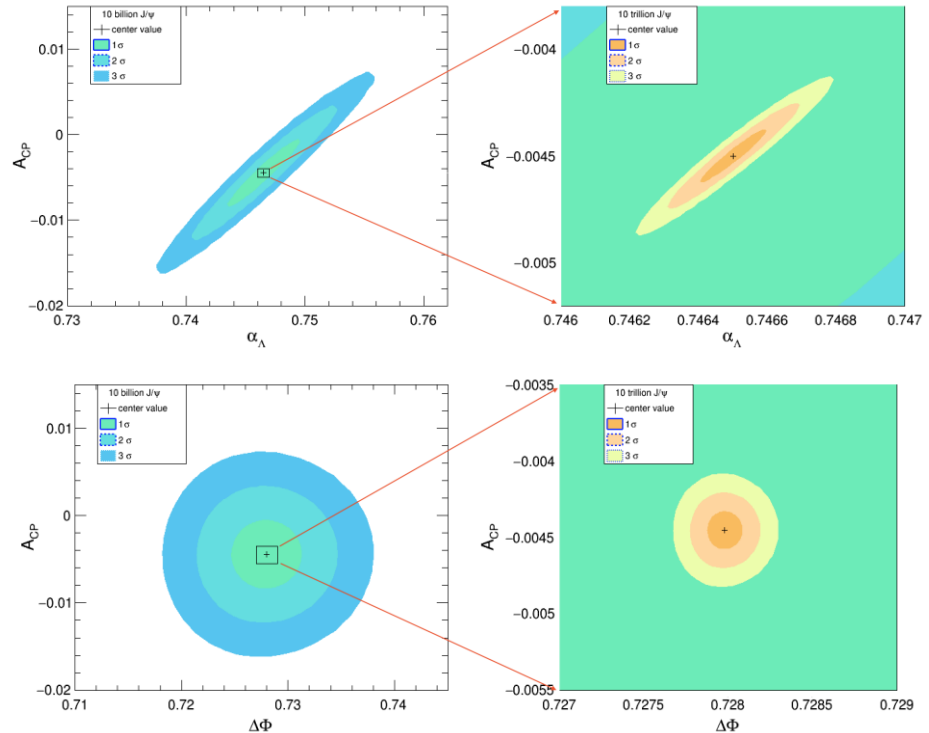 10 billion J/ψ
center value
1σ
2 σ
3 σ
0.01
0
−0.01
−0.02
A_CP
0.73
0.74
0.75
0.76
α_Λ
10 trillion J/ψ
center value
1σ
2 σ
3 σ
−0.004
−0.0045
−0.005
A_CP
0.746
0.7462
0.7464
0.7466
0.7468
0.747
α_Λ
10 billion J/ψ
center value
1σ
2 σ
3 σ
0.01
0
−0.01
−0.02
A_CP
0.71
0.72
0.73
0.74
ΔΦ
10 trillion J/ψ
center value
1σ
2 σ
3 σ
−0.0035
−0.004
−0.0045
−0.005
−0.0055
A_CP
0.727
0.7275
0.728
0.7285
0.729
ΔΦ